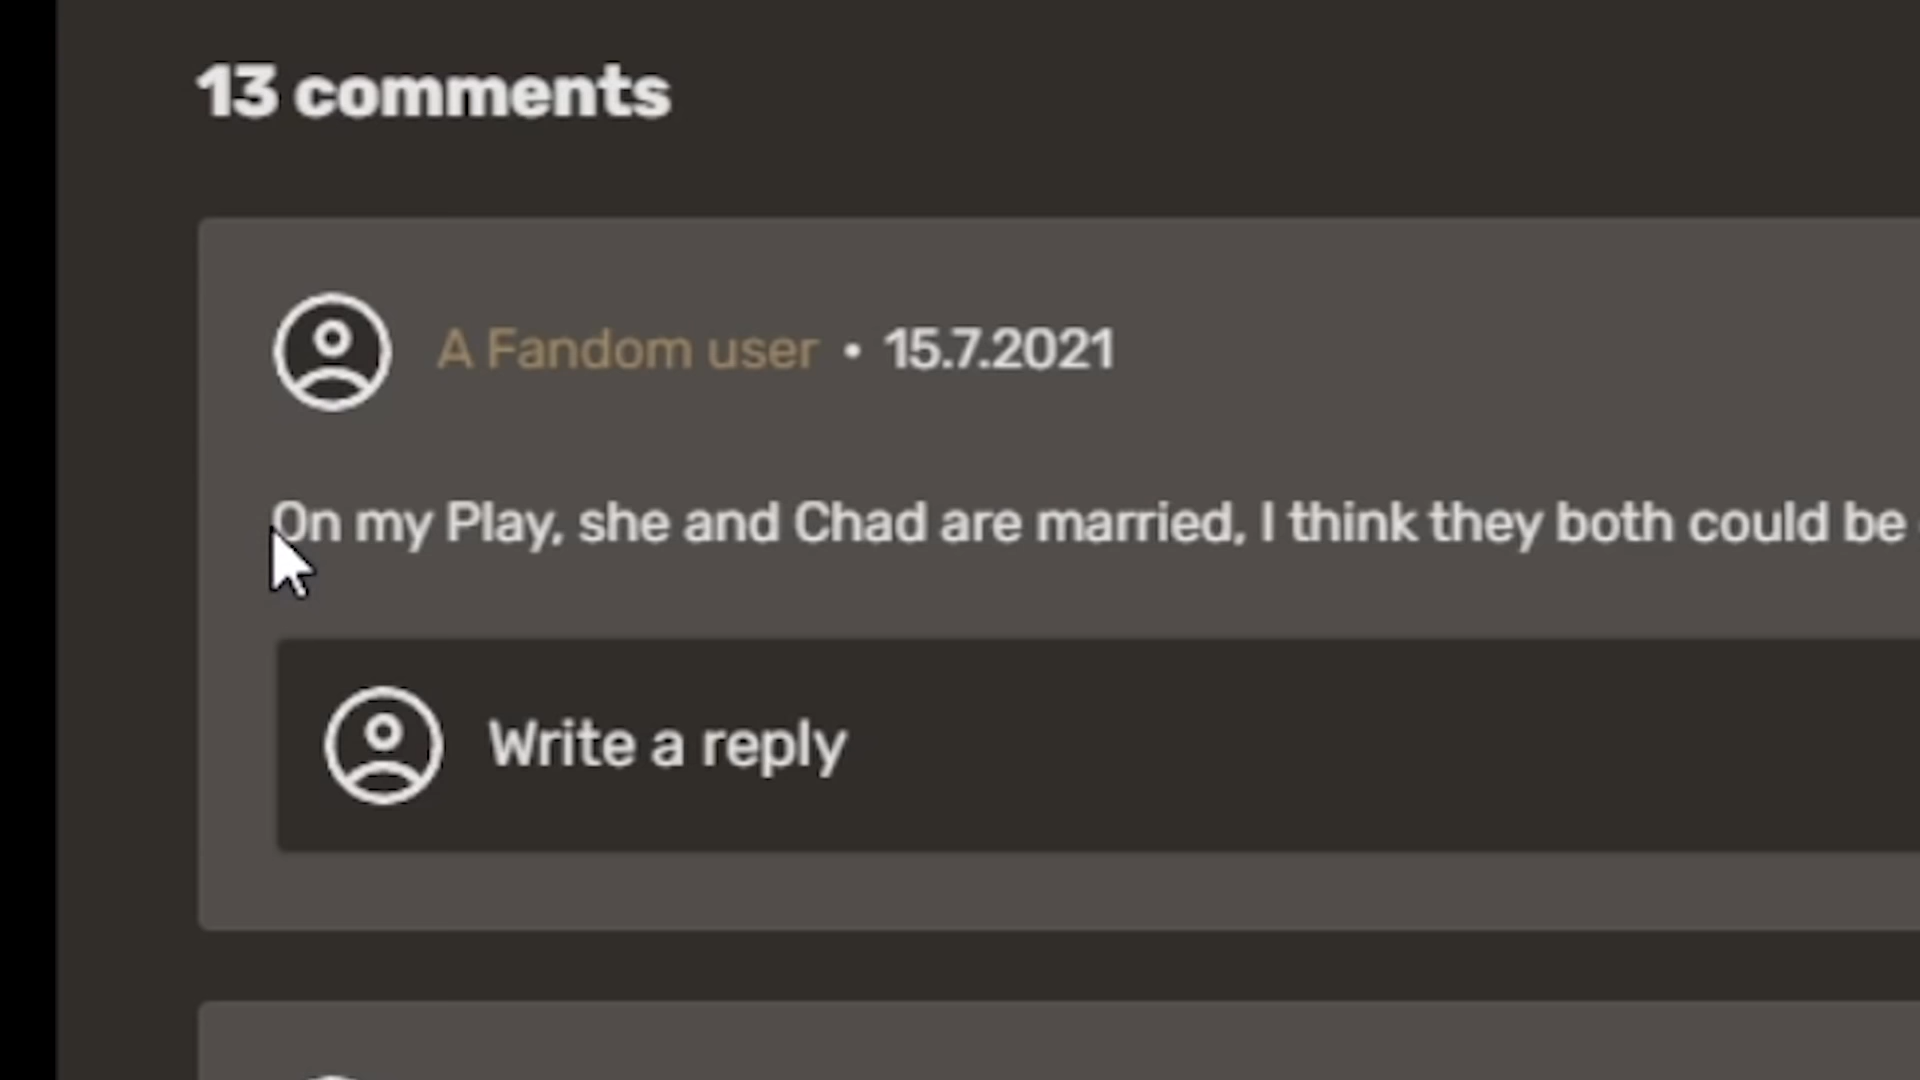 13 comments
A Fandom user • 15.7.2021
On my Play, she and Chad are married, I think they both could be
Write a reply